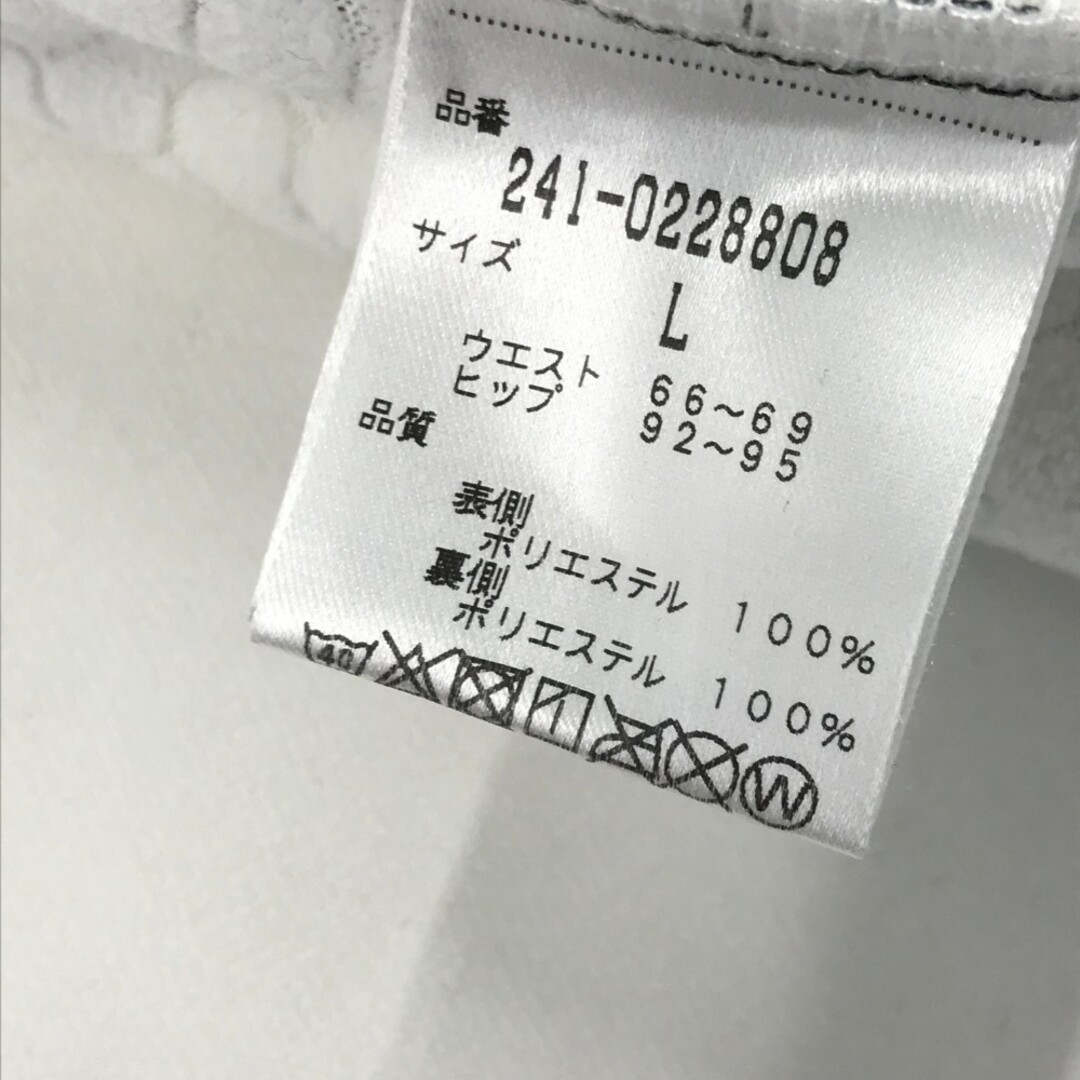 品番
241-0228808
サイズ
L
ウエスト 66~69
ヒップ 92~95
品質
表側
ポリエステル 100%
裏側
ポリエステル 100%
40 W